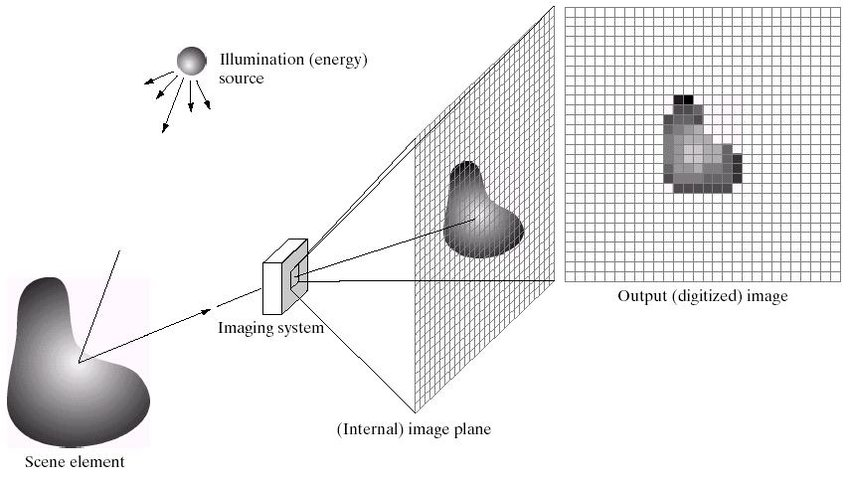 Illumination (energy)
source
Imaging system
Output (digitized) image
(Internal) image plane
Scene element